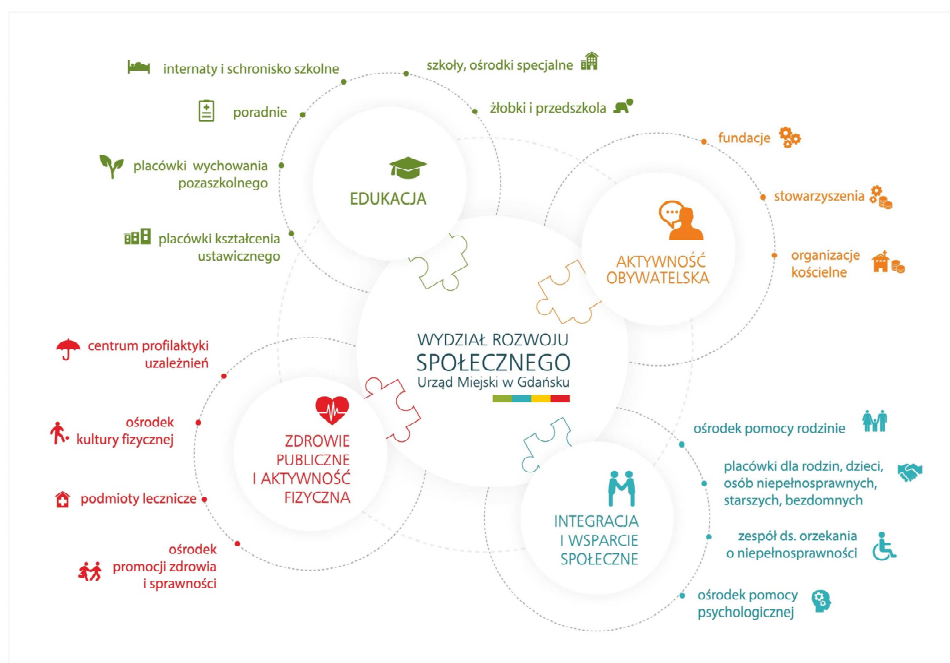 internaty i schronisko szkolne
szkoły, ośrodki specjalne
poradnie
żłobki i przedszkola
placówki wychowania
pozaszkolnego
placówki kształcenia
ustawicznego
EDUKACJA
fundacje
stowarzyszenia
organizacje
kościelne
AKTYWNOŚĆ
OBYWATELSKA
WYDZIAŁ ROZWOJU
SPOŁECZNEGO
Urząd Miejski w Gdańsku
centrum profilaktyki
uzależnień
ośrodek
kultury fizycznej
podmioty lecznicze
ośrodek
promocji zdrowia
i sprawności
ZDROWIE
PUBLICZNE
I AKTYWNOŚĆ
FIZYCZNA
ośrodek pomocy rodzinie
placówki dla rodzin, dzieci,
osób niepełnosprawnych,
starszych, bezdomnych
zespół ds. orzekania
o niepełnosprawności
ośrodek pomocy
psychologicznej
INTEGRACJA
I WSPARCIE
SPOŁECZNE